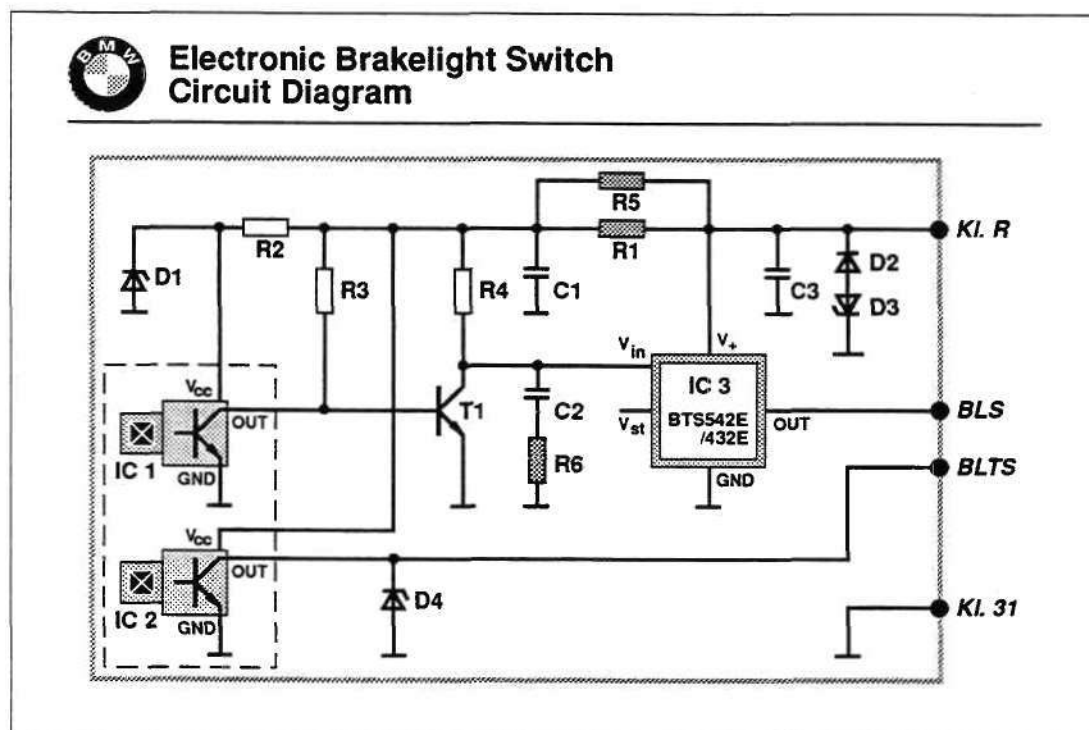 BMW
Electronic Brakelight Switch
Circuit Diagram
R5
Kl. R
R2
R1
D1
R3
R4
C1
C3
D2
D3
Vin
V+
IC 3
VCC
OUT
T1
C2
Vst
BTS542E
/432E
OUT
BLS
IC 1
GND
R6
GND
BLTS
VCC
OUT
IC 2
GND
D4
Kl. 31